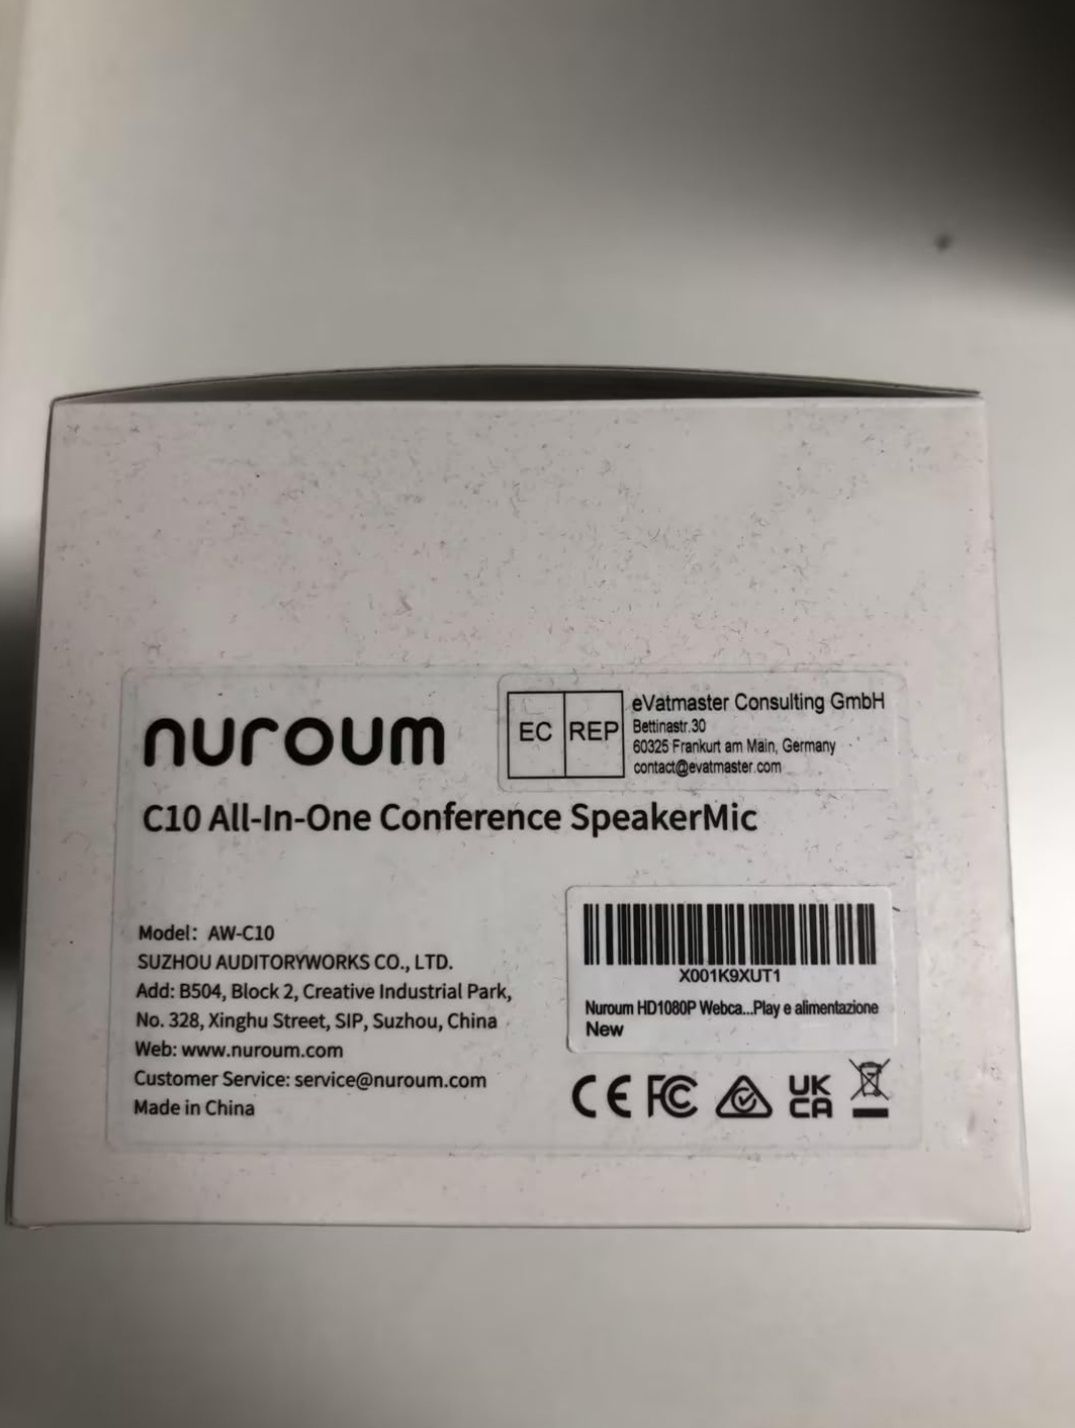 nuroum
EC REP
eVatmaster Consulting GmbH
Bettinastr.30
60325 Frankurt am Main, Germany
contact@evatmaster.com
C10 All-In-One Conference SpeakerMic
Model: AW-C10
SUZHOU AUDITORYWORKS CO., LTD.
Add: B504, Block 2, Creative Industrial Park,
No. 328, Xinghu Street, SIP, Suzhou, China
Web: www.nuroum.com
Customer Service: service@nuroum.com
Made in China
X001K9XUT1
Nuroum HD1080P Webca...Play e alimentazione
New
CE FC UK
CA